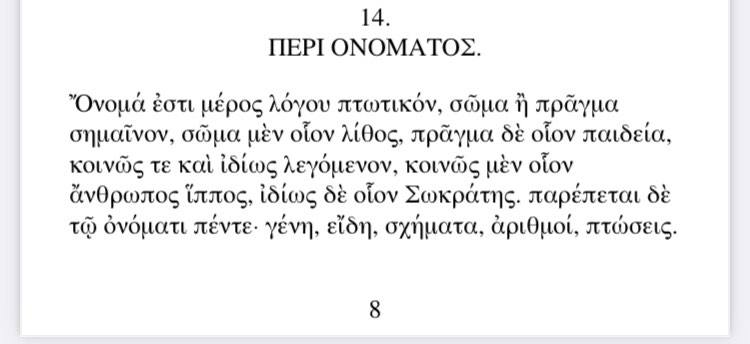 14.
ΠΕΡΙ ΟΝΟΜΑΤΟΣ.
Ὄνομά ἐστι μέρος λόγου πτωτικόν, σῶμα ἢ πρᾶγμα
σημαῖνον, σῶμα μὲν οἷον λίθος, πρᾶγμα δὲ οἷον παιδεία,
κοινῶς τε καὶ ἰδίως λεγόμενον, κοινῶς μὲν οἷον
ἄνθρωπος ἵππος, ἰδίως δὲ οἷον Σωκράτης. παρέπεται δὲ
τῷ ὀνόματι πέντε· γένη, εἴδη, σχήματα, ἀριθμοί, πτώσεις.
8